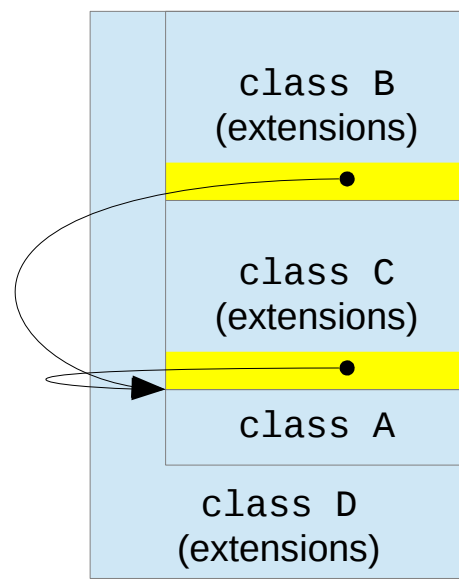 class B
(extensions)
class C
(extensions)
class A
class D
(extensions)